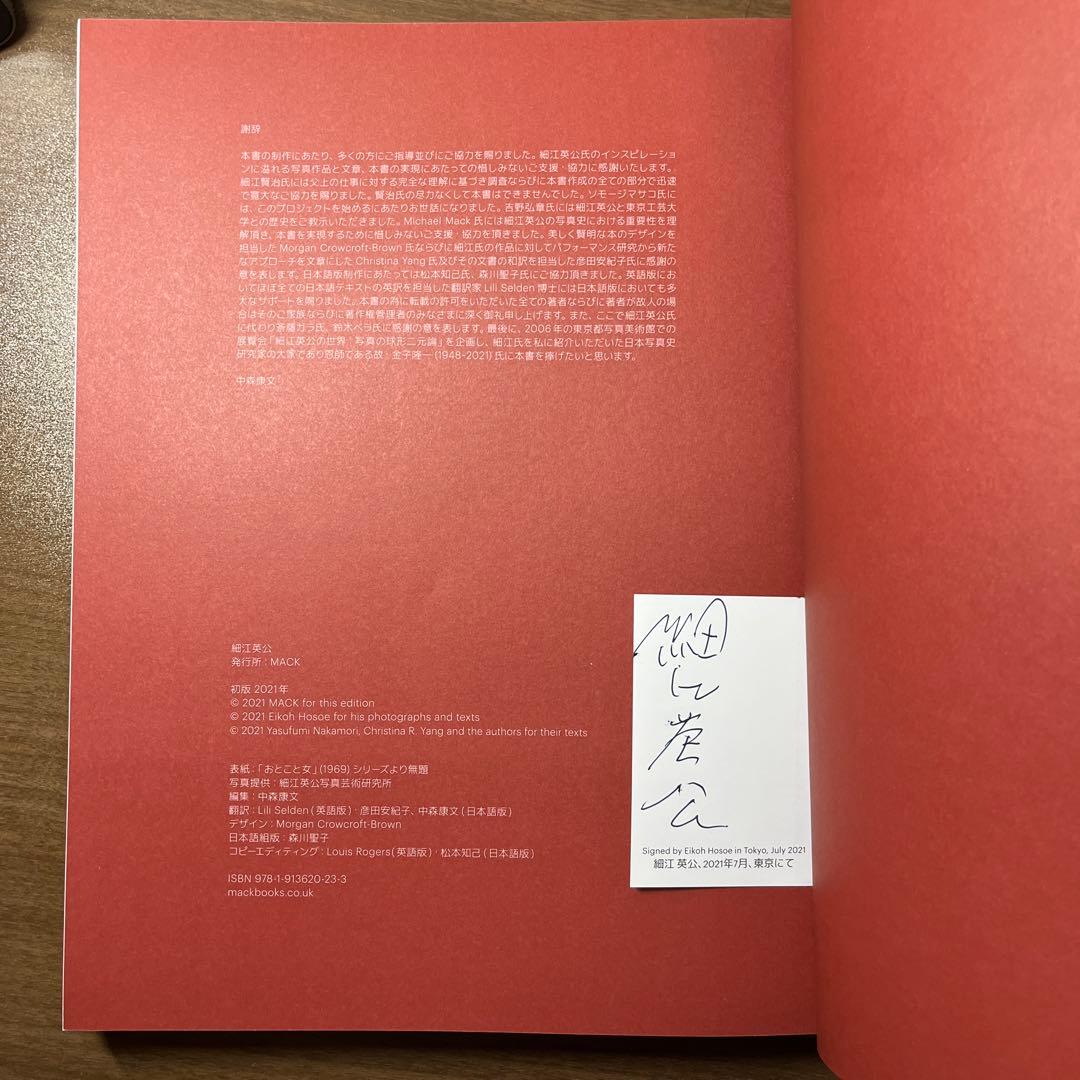 謝辞
本書の制作にあたり、多くの方にご指導並びにご協力を賜りました。細江英公氏のインスピレーショ
ンに溢れる写真作品と文章、本書の実現にあたっての惜しみないご支援・協力に感謝いたします。
細江賢治氏には父上の仕事に対する完全な理解に基づき調査ならびに本書作成の全ての部分で迅速
で寛大なご協力を賜りました。賢治氏の尽力なくして本書はできませんでした。ソモージマサコ氏に
は、このプロジェクトを始めるにあたりお世話になりました。吉野弘章氏には細江英公と東京工芸大
学との歴史をご教示いただきました。Michael Mack 氏には細江英公の写真史における重要性を理
解頂き、本書を実現するために惜しみないご支援・協力を頂きました。美しく賢明な本のデザインを
担当した Morgan Crowcroft-Brown 氏ならびに細江氏の作品に対してパフォーマンス研究から新た
なアプローチを文章にした Christina Yang 氏及びその文書の和訳を担当した彦田安紀子氏に感謝の
意を表します。日本語版制作にあたっては松本知己氏、森川聖子氏にご協力頂きました。英語版にお
いてほぼ全ての日本語テキストの英訳を担当した翻訳家 Lili Selden 博士には日本語版においても多
大なサポートを賜りました。本書の為に転載の許可をいただいた全ての著者ならびに著者が故人の場
合はそのご家族ならびに著作権管理者のみなさまに深く御礼申し上げます。また、ここで細江英公氏
に代わり斎藤ガラ氏、鈴木ベラ氏に感謝の意を表します。最後に、2006年の東京都写真美術館での
展覧会「細江英公の世界：写真の球形二元論」を企画し、細江氏を私に紹介いただいた日本写真史
研究家の大家であり恩師である故・金子隆一 (1948-2021) 氏に本書を捧げたいと思います。
中森康文
細江英公
発行所：MACK
初版 2021年
© 2021 MACK for this edition
© 2021 Eikoh Hosoe for his photographs and texts
© 2021 Yasufumi Nakamori, Christina R. Yang and the authors for their texts
表紙：「おとこと女」(1969) シリーズより無題
写真提供：細江英公写真芸術研究所
編集：中森康文
翻訳：Lili Selden (英語版)・彦田安紀子、中森康文 (日本語版)
デザイン：Morgan Crowcroft-Brown
日本語組版：森川聖子
コピーエディティング：Louis Rogers(英語版)・松本知己 (日本語版)
ISBN 978-1-913620-23-3
mackbooks.co.uk
細江英公
Signed by Eikoh Hosoe in Tokyo, July 2021
細江 英公、2021年7月、東京にて